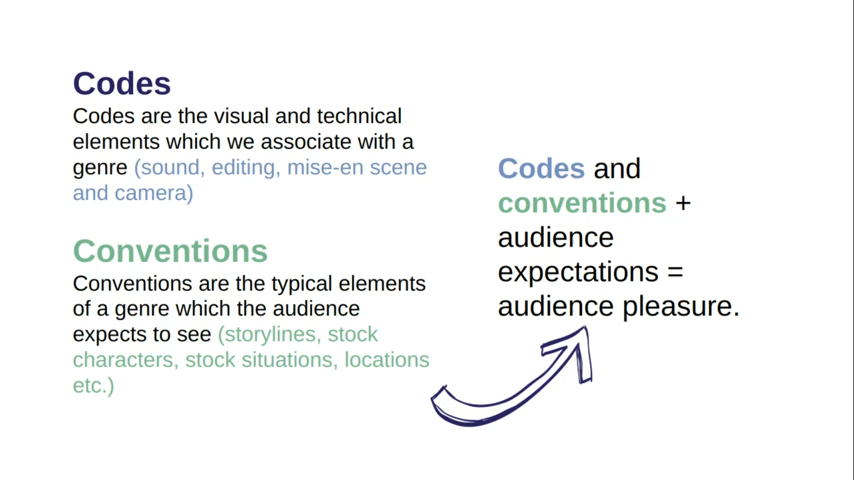 Codes
Codes are the visual and technical
elements which we associate with a
genre (sound, editing, mise-en scene
and camera)
Conventions
Conventions are the typical elements
of a genre which the audience
expects to see (storylines, stock
characters, stock situations, locations
etc.)
Codes and
conventions +
audience
expectations =
audience pleasure.